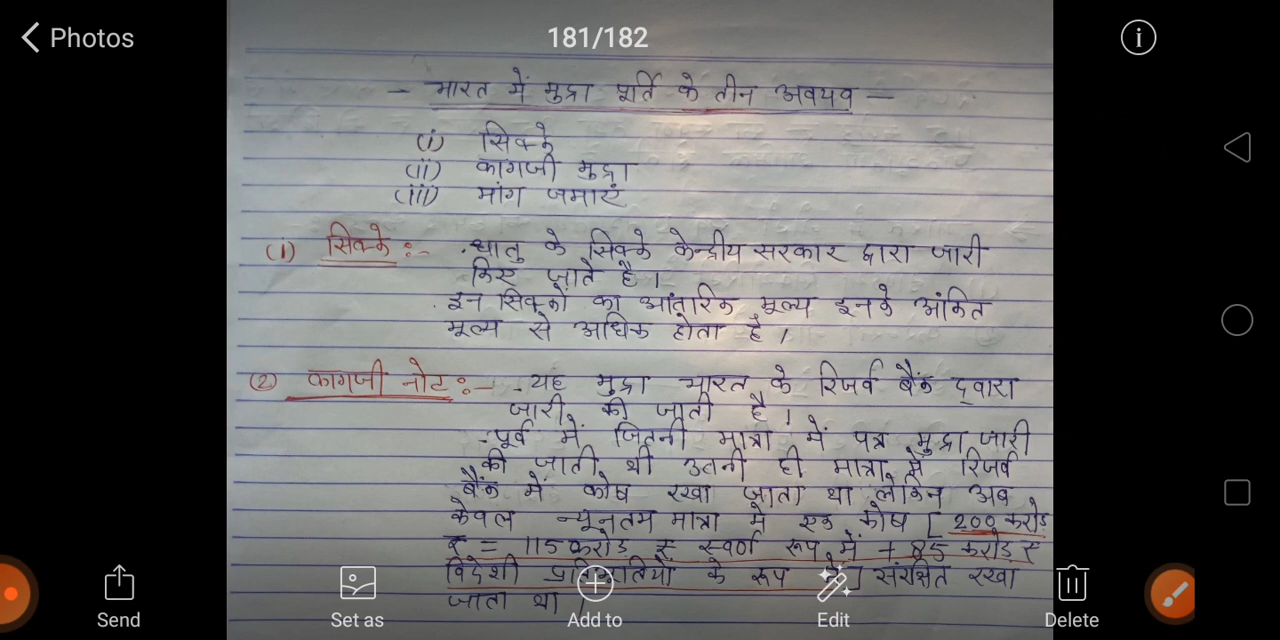 Photos
181/182
- भारत में मुद्रा पूर्ति के तीन अवयव -
(i) सिक्के
(ii) कागजी मुद्रा
(iii) मांग जमाएं
(1) सिक्के :- . धातु के सिक्के केन्द्रीय सरकार द्वारा जारी
किए जाते है।
. इन सिक्कों का आंतरिक मूल्य इनके अंकित
मूल्य से अधिक होता है।
(2) कागजी नोट :- - यह मुद्रा भारत के रिजर्व बैंक द्वारा
जारी की जाती है।
- पूर्व में जितनी मात्रा में पत्र मुद्रा जारी
की जाती थी उतनी ही मात्रा में रिजर्व
बैंक में कोष रखा जाता था लेकिन अब
केवल न्यूनतम मात्रा में एक कोष [ 200 करोड़
₹ = 115 करोड़ ₹ स्वर्ण रूप में + 85 करोड़ ₹
विदेशी प्रतिभूतियों के रूप में ] संरक्षित रखा
जाता था।
Send
Set as
Add to
Edit
Delete